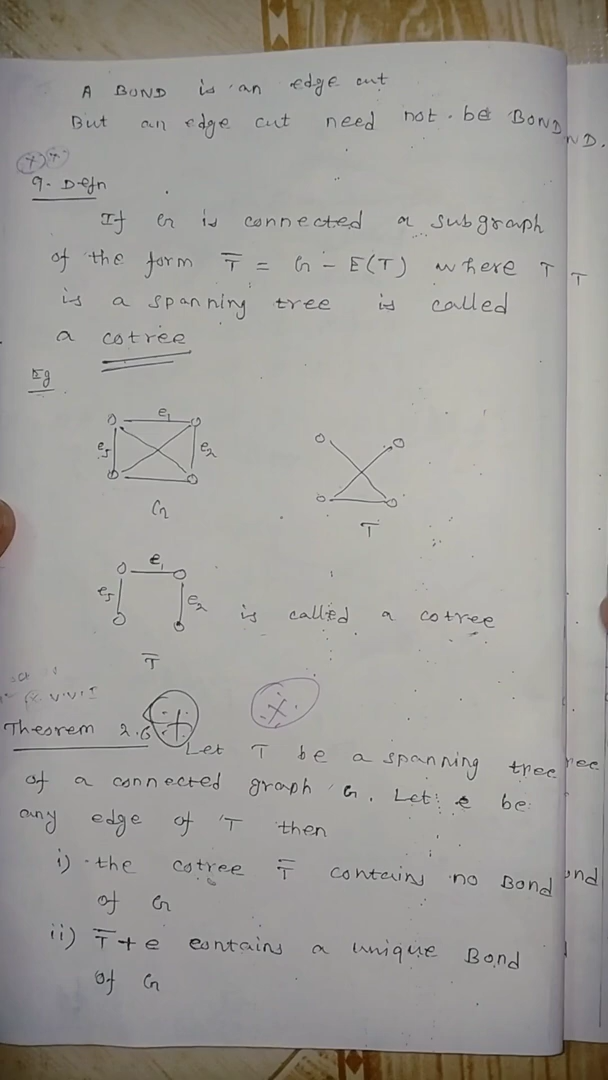 A BOND is an edge cut
But an edge cut need not be BOND
ND.
9. Defn
If G is connected a subgraph
of the form T̅ = G - E(T) where T
T
is a spanning tree is called
a cotree
Eg
e₁
e₅ e₂
G
T
e₁
e₅ e₂ is called a cotree
T̅
V.V.I
Theorem 2.6
Let T be a spanning tree
ree
of a connected graph G. Let e be
any edge of T then
i) the cotree T̅ contains no Bond
ond
of G
ii) T̅+e contains a unique Bond
of G